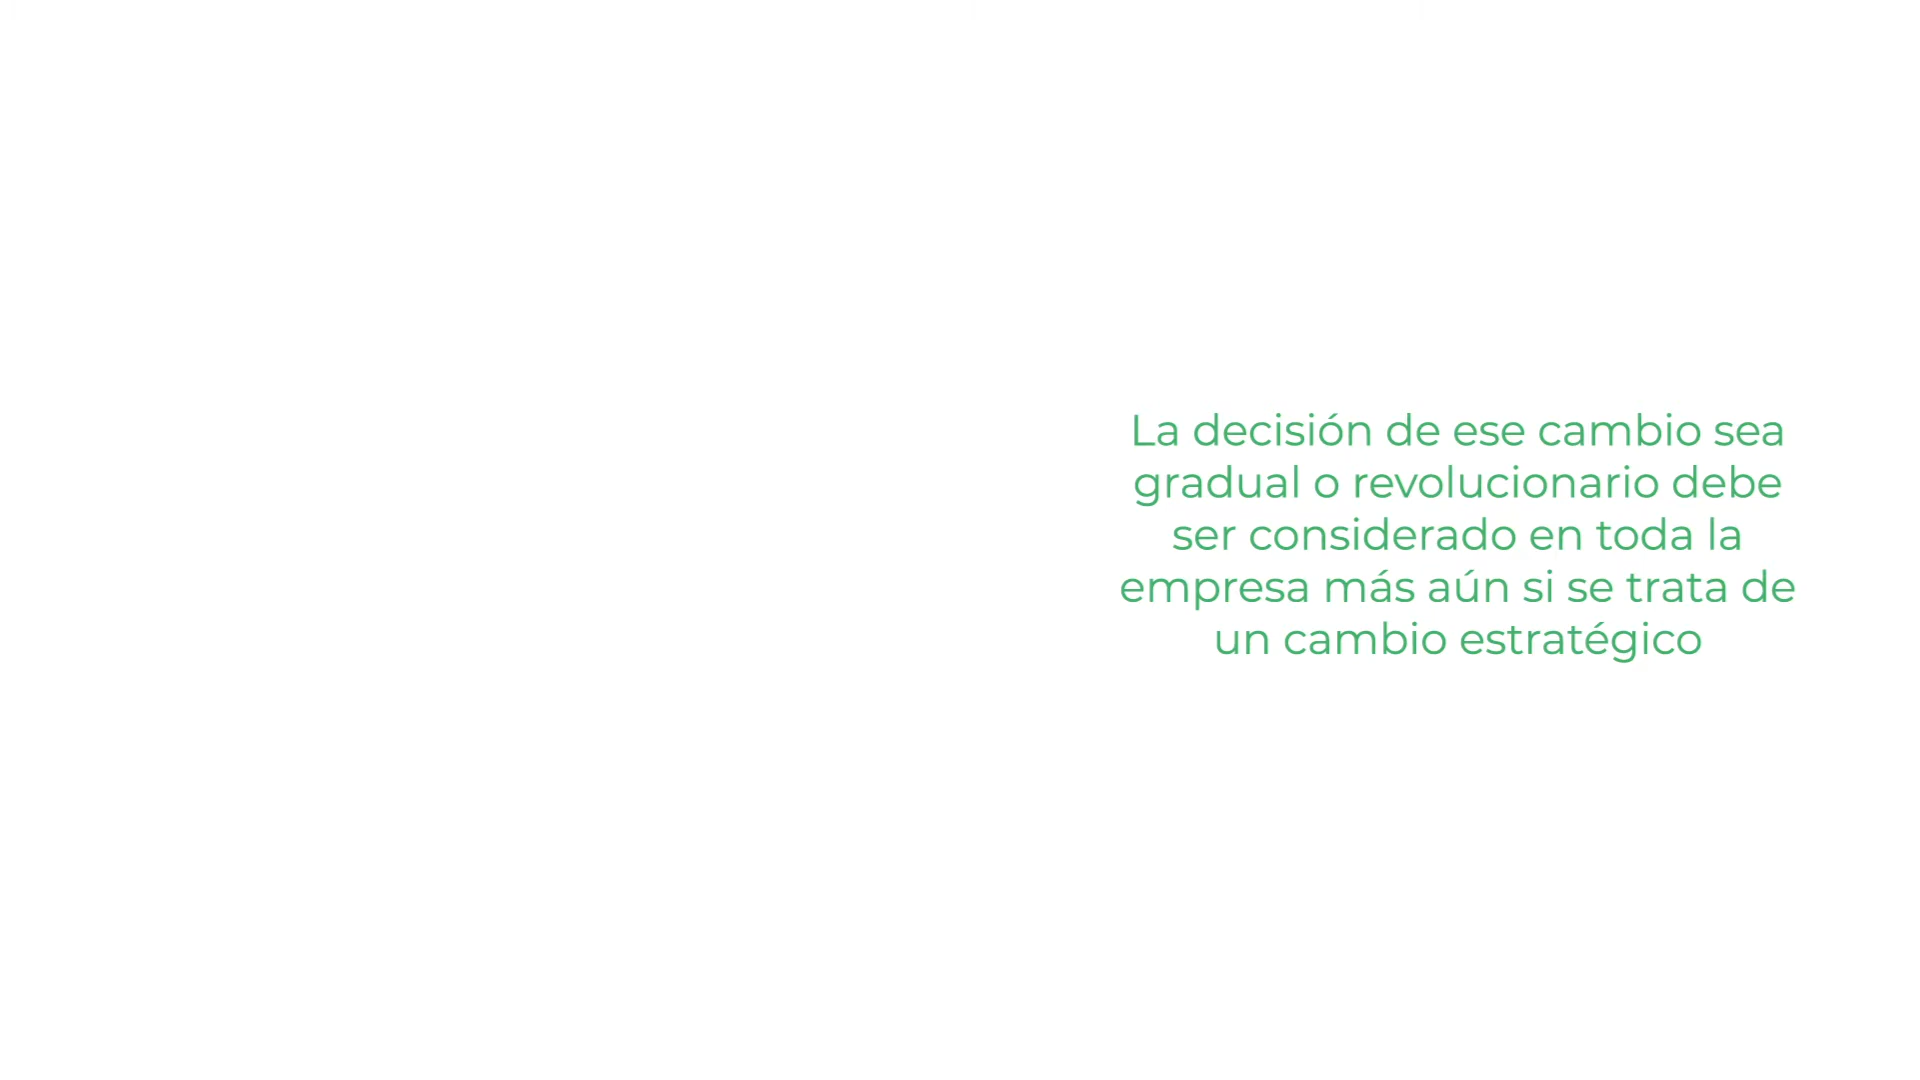 La decisión de ese cambio sea
gradual o revolucionario debe
ser considerado en toda la
empresa más aún si se trata de
un cambio estratégico